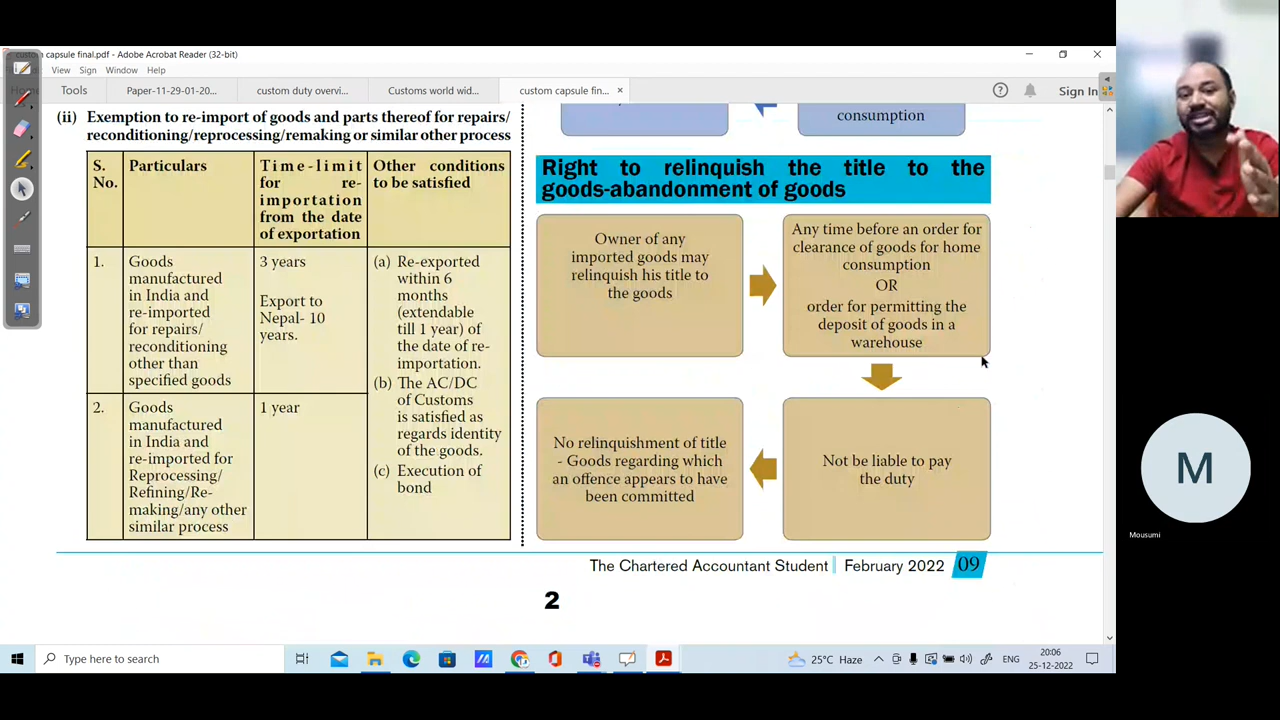 custom capsule final.pdf - Adobe Acrobat Reader (32-bit)
View Sign Window Help
Tools
Paper-11-29-01-20...
custom duty overvi...
Customs world wid...
custom capsule fin...
Sign In
(ii) Exemption to re-import of goods and parts thereof for repairs/
reconditioning/reprocessing/remaking or similar other process
S.
No.
Particulars
Time-limit
for re-
importation
from the date
of exportation
Other conditions
to be satisfied
1.
Goods
manufactured
in India and
re-imported
for repairs/
reconditioning
other than
specified goods
3 years
Export to
Nepal- 10
years.
(a) Re-exported
within 6
months
(extendable
till 1 year) of
the date of re-
importation.
(b) The AC/DC
of Customs
is satisfied as
regards identity
of the goods.
(c) Execution of
bond
2.
Goods
manufactured
in India and
re-imported for
Reprocessing/
Refining/Re-
making/any other
similar process
1 year
consumption
Right to relinquish the title to the
goods-abandonment of goods
Owner of any
imported goods may
relinquish his title to
the goods
Any time before an order for
clearance of goods for home
consumption
OR
order for permitting the
deposit of goods in a
warehouse
No relinquishment of title
- Goods regarding which
an offence appears to have
been committed
Not be liable to pay
the duty
The Chartered Accountant Student February 2022 09
2
M
Mousumi
Type here to search
25°C Haze
ENG
20:06
25-12-2022